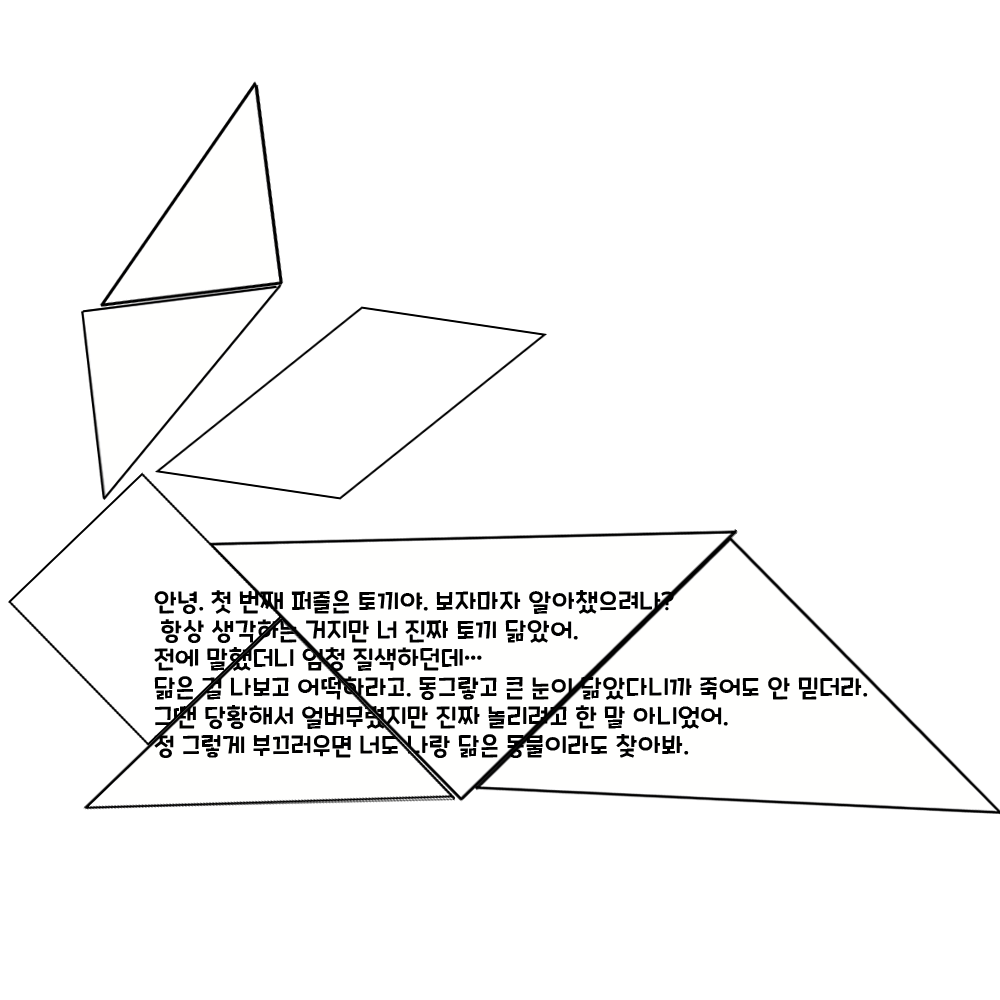 안녕. 첫 번째 퍼즐은 토끼야. 보자마자 알아챘으려나?
항상 생각하는 거지만 너 진짜 토끼 닮았어.
전에 말했더니 엄청 질색하던데…
닮은 걸 나보고 어떡하라고. 동그랗고 큰 눈이 닮았다니까 죽어도 안 믿더라.
그땐 당황해서 얼버무렸지만 진짜 놀리려고 한 말 아니었어.
정 그렇게 부끄러우면 너도 나랑 닮은 동물이라도 찾아봐.